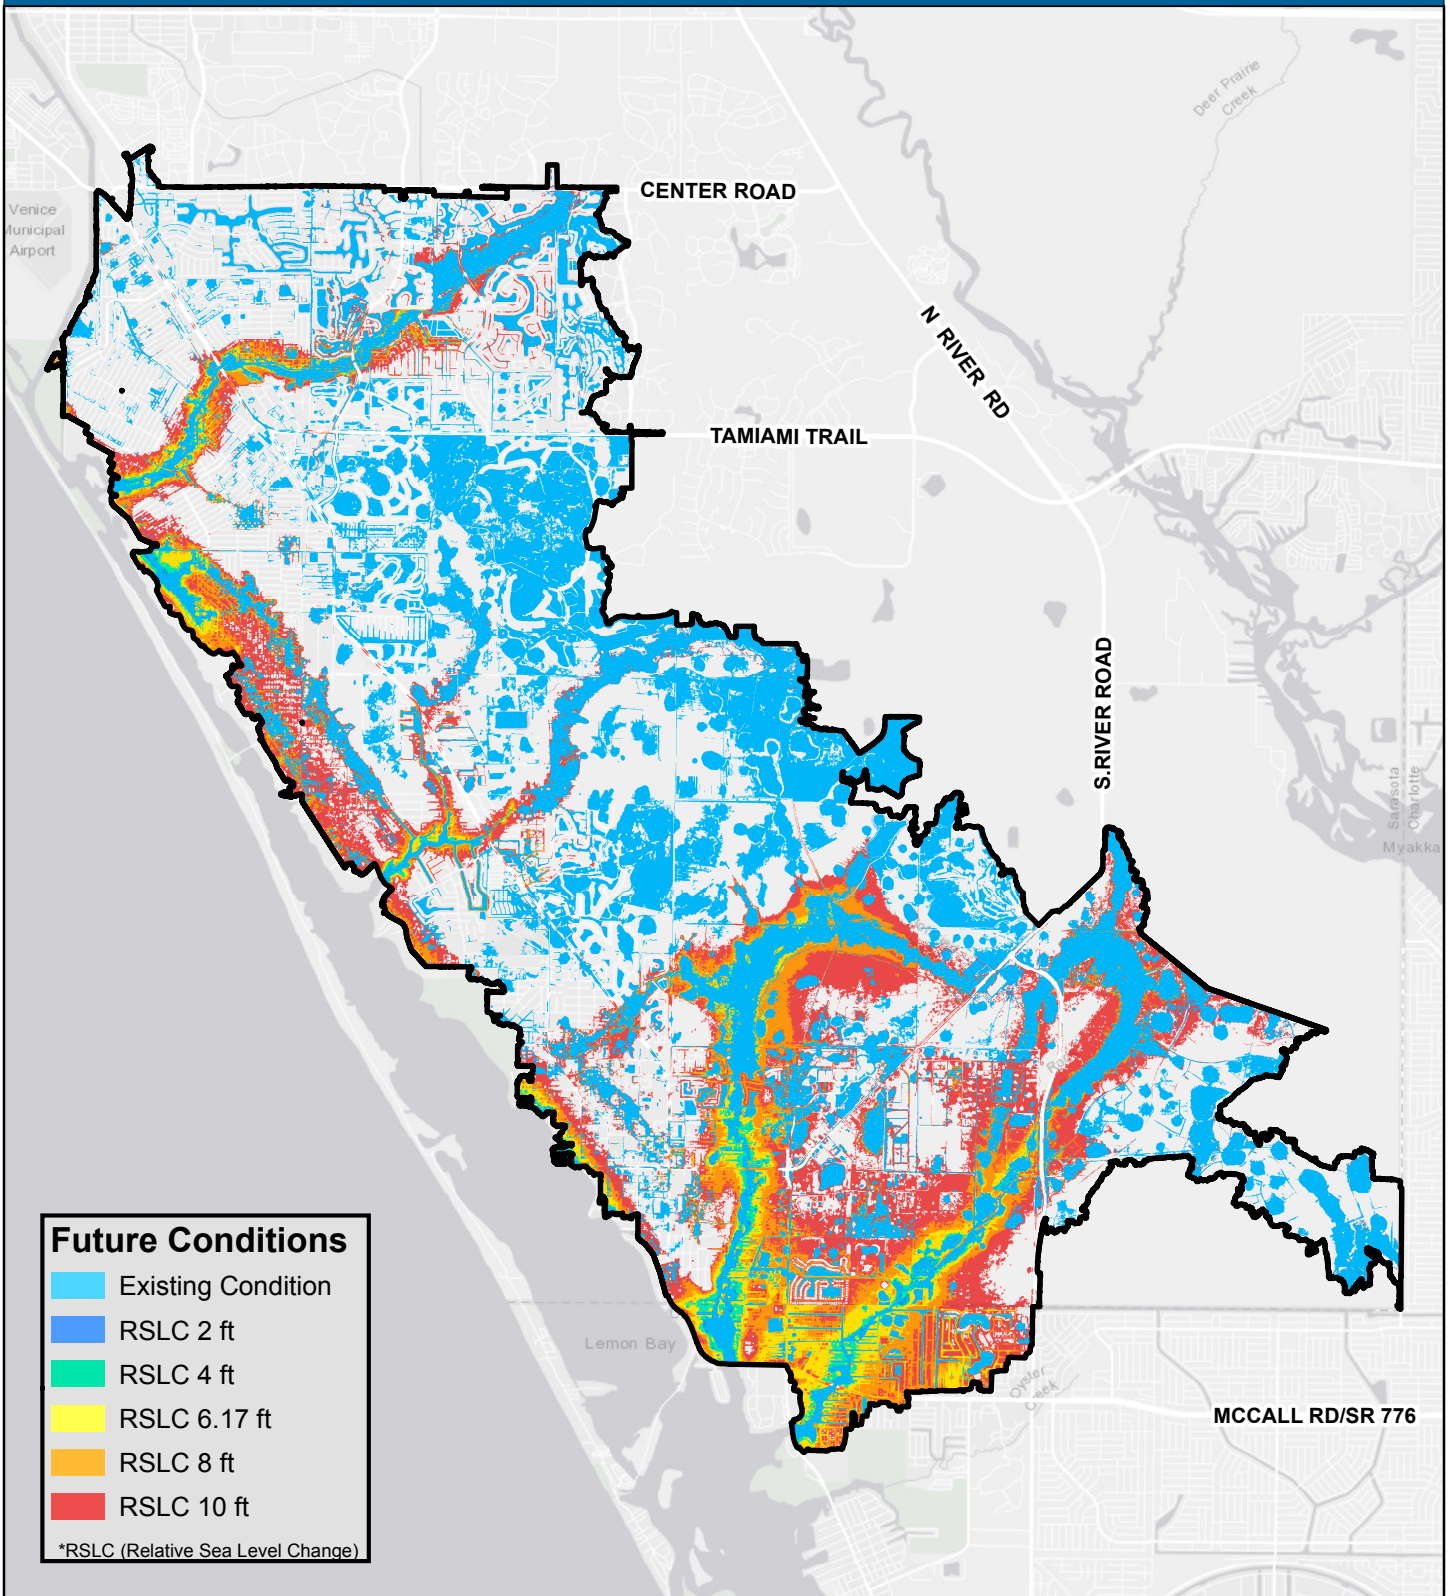 Deer Prairie
Creek
CENTER ROAD
Venice
Municipal
Airport
N RIVER RD
TAMIAMI TRAIL
S.RIVER ROAD
Sarasota
Charlotte
Myakka
Future Conditions
Existing Condition
RSLC 2 ft
RSLC 4 ft
RSLC 6.17 ft
RSLC 8 ft
RSLC 10 ft
*RSLC (Relative Sea Level Change)
Lemon Bay
Oyster
Creek
MCCALL RD/SR 776